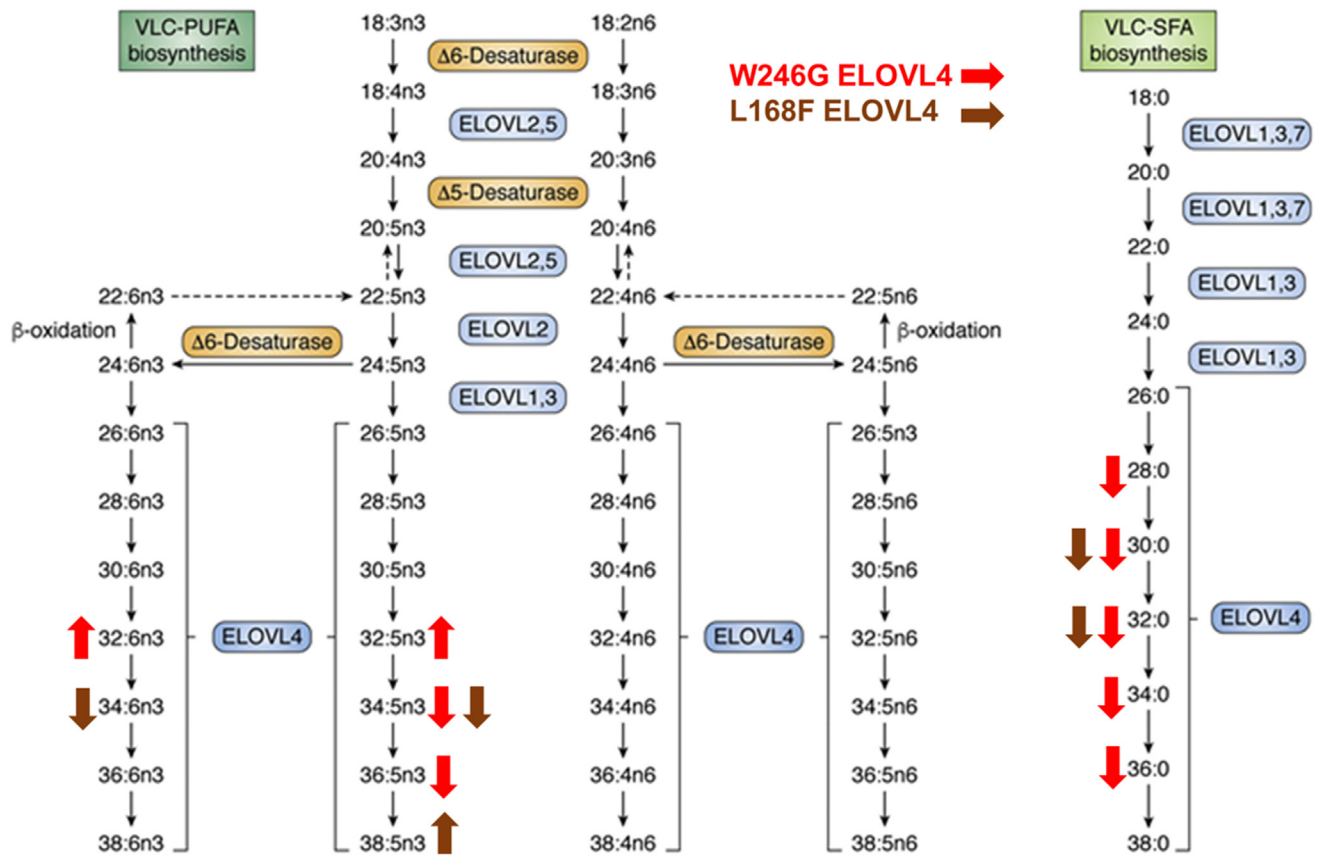 VLC-PUFA
biosynthesis
18:3n3
18:2n6
VLC-SFA
biosynthesis
Δ6-Desaturase
W246G ELOVL4
L168F ELOVL4
18:4n3
18:3n6
18:0
ELOVL2,5
ELOVL1,3,7
20:4n3
20:3n6
20:0
Δ5-Desaturase
ELOVL1,3,7
20:5n3
20:4n6
22:0
ELOVL2,5
ELOVL1,3
22:6n3
22:5n3
22:4n6
22:5n6
24:0
β-oxidation
Δ6-Desaturase
ELOVL2
Δ6-Desaturase
β-oxidation
ELOVL1,3
24:6n3
24:5n3
24:4n6
24:5n6
26:0
ELOVL1,3
26:6n3
26:5n3
26:4n6
26:5n3
28:0
28:6n3
28:5n3
28:4n6
28:5n6
30:0
30:6n3
30:5n3
30:4n6
30:5n6
32:0
ELOVL4
32:6n3
ELOVL4
32:5n3
32:4n6
ELOVL4
32:5n6
34:0
34:6n3
34:5n3
34:4n6
34:5n6
36:0
36:6n3
36:5n3
36:4n6
36:5n6
38:6n3
38:5n3
38:4n6
38:5n6
38:0